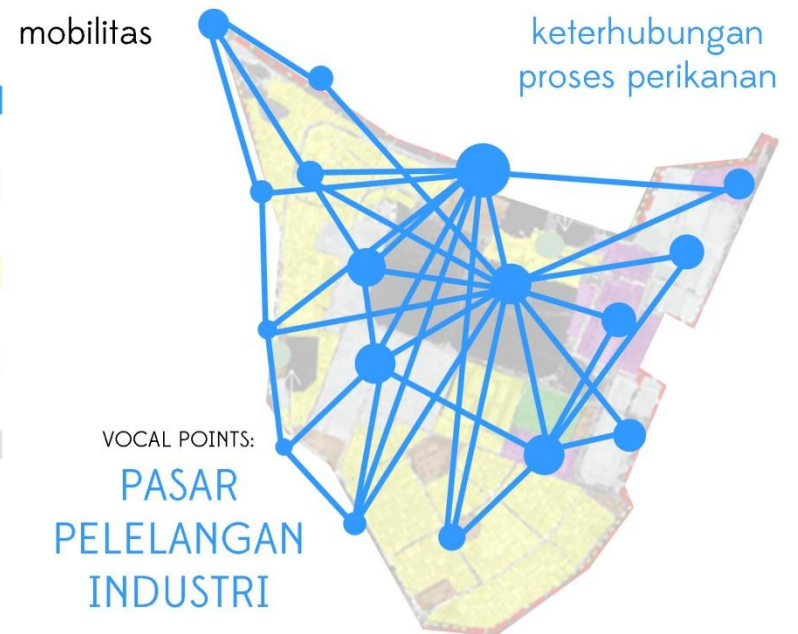 mobilitas
keterhubungan
proses perikanan
VOCAL POINTS:
PASAR
PELELANGAN
INDUSTRI